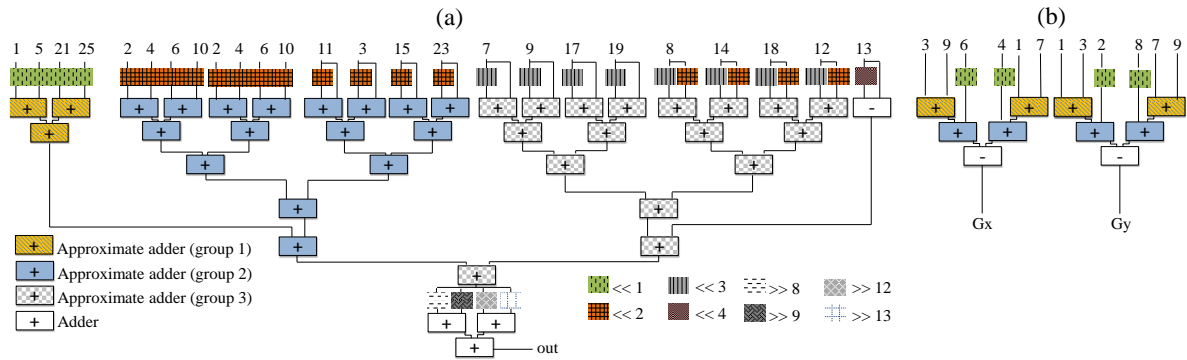 (a) (b)
1 5 21 25 2 4 6 10 2 4 6 10 11 3 15 23 7 9 17 19 8 14 18 12 13 3 9 6 4 1 7 1 3 2 8 7 9
+ + + + + + + + + + + + + + + + + + + + + + - + + + +
+ + + + + + + + + + + + +
+ + + + - -
+ +
Gx Gy
+ Approximate adder (group 1) + +
+ Approximate adder (group 2) +
+ Approximate adder (group 3) << 1 << 3 >> 8 >> 12
+ Adder + + << 2 << 4 >> 9 >> 13
+ out